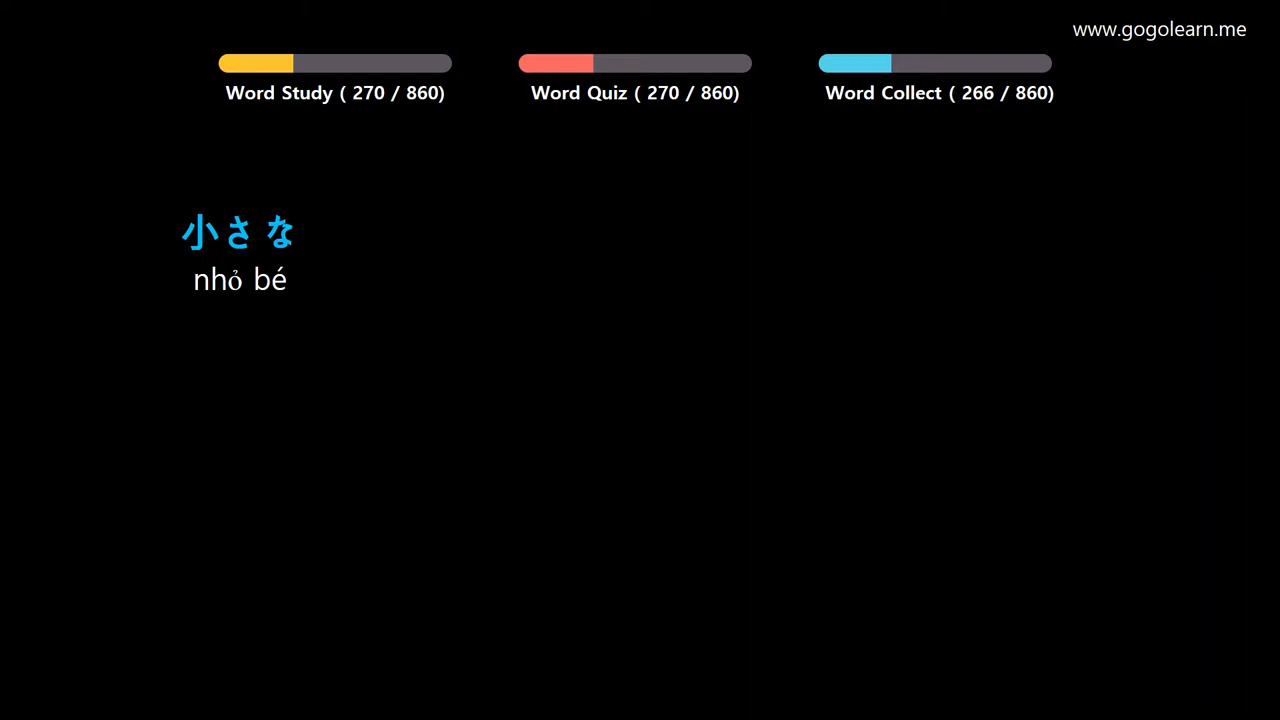 www.gogolearn.me
Word Study ( 270 / 860)
Word Quiz ( 270 / 860)
Word Collect ( 266 / 860)
小さな
nhỏ bé